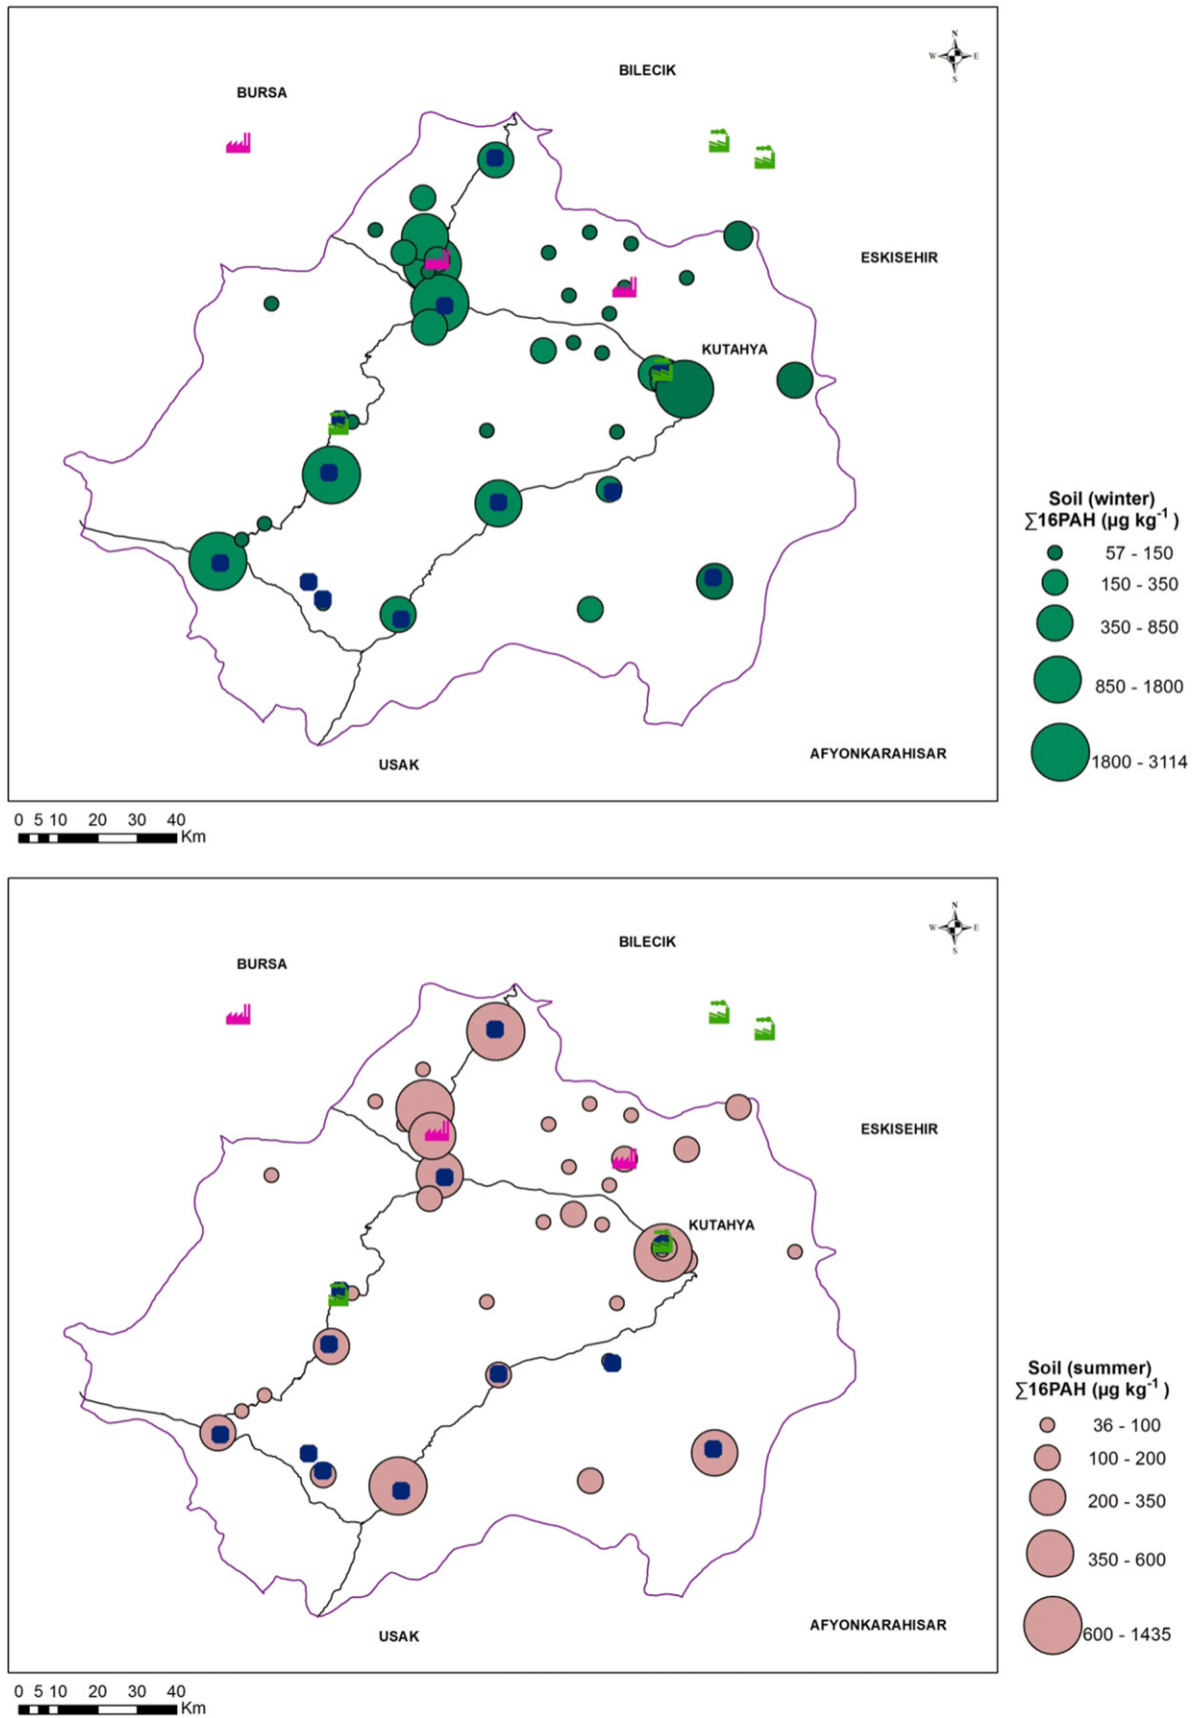 N
W E
S
BILECIK
BURSA
ESKISEHIR
KUTAHYA
Soil (winter)
∑16PAH (µg kg⁻¹ )
57 - 150
150 - 350
350 - 850
850 - 1800
1800 - 3114
AFYONKARAHISAR
USAK
0 5 10 20 30 40
Km
N
W E
S
BILECIK
BURSA
ESKISEHIR
KUTAHYA
Soil (summer)
∑16PAH (µg kg⁻¹ )
36 - 100
100 - 200
200 - 350
350 - 600
600 - 1435
AFYONKARAHISAR
USAK
0 5 10 20 30 40
Km